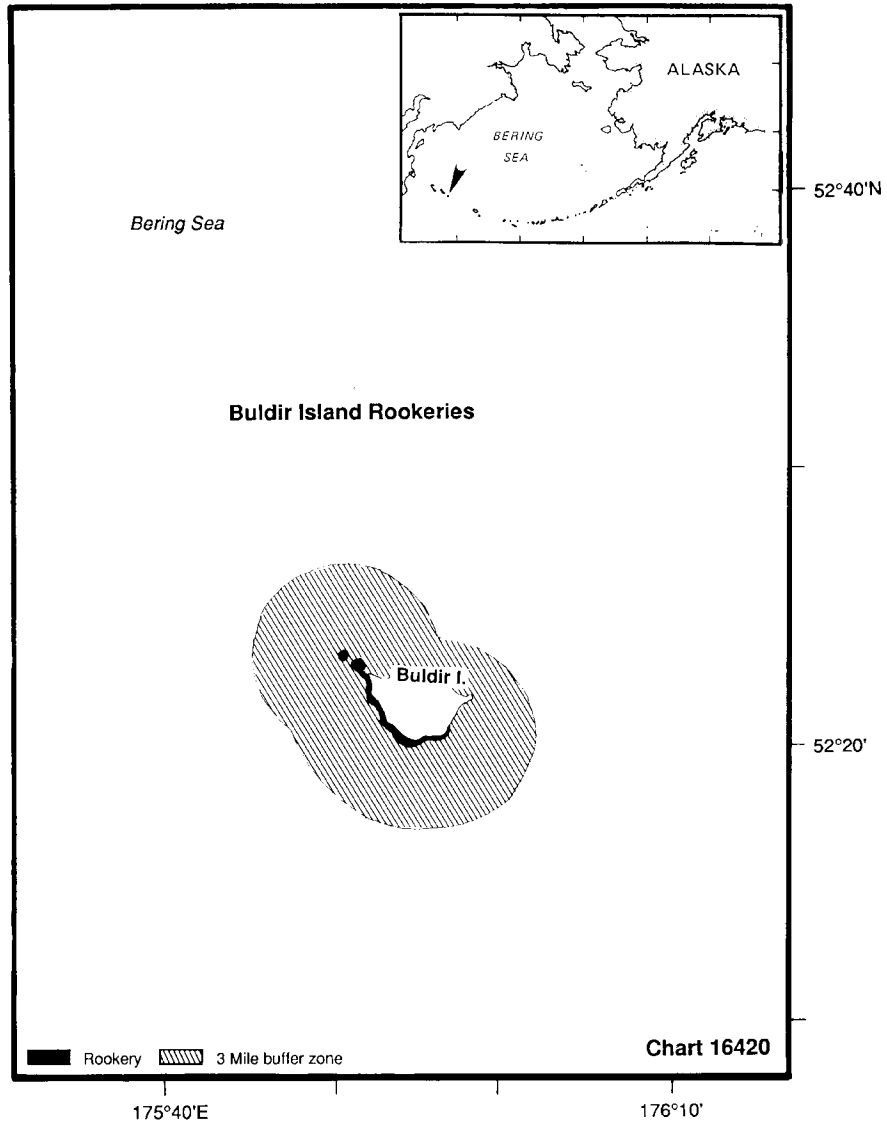 ALASKA
BERING
SEA
52°40'N
Bering Sea
Buldir Island Rookeries
Buldir I.
52°20'
Rookery
3 Mile buffer zone
Chart 16420
175°40'E
176°10'